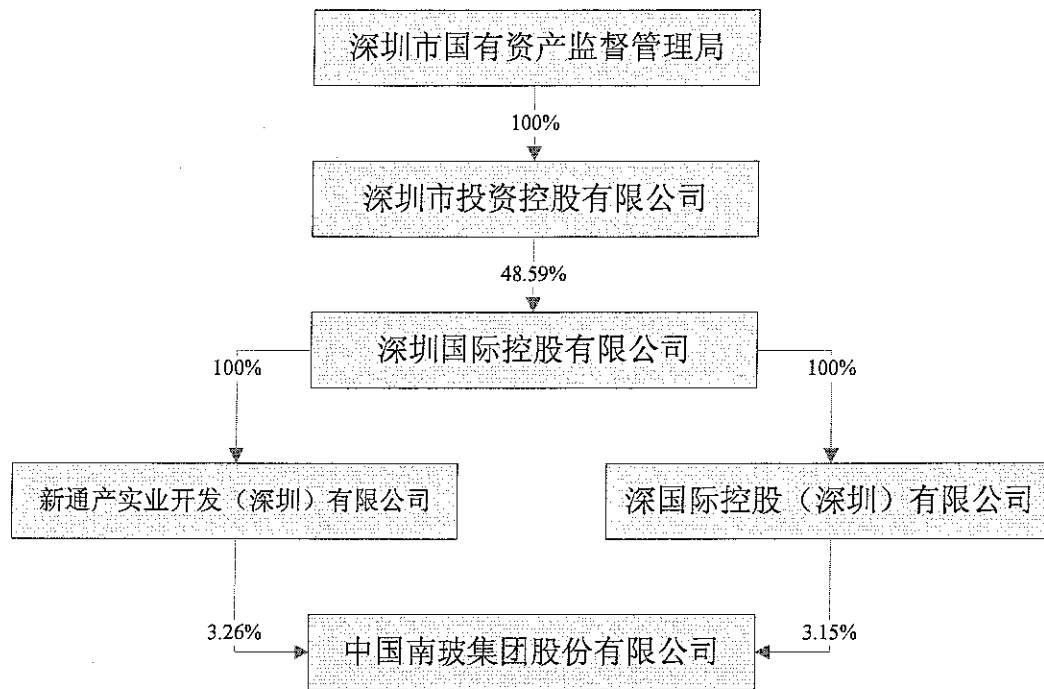 深圳市国有资产监督管理局
100%
深圳市投资控股有限公司
48.59%
深圳国际控股有限公司
100%
100%
新通产实业开发（深圳）有限公司
深国际控股（深圳）有限公司
3.26%
3.15%
中国南玻集团股份有限公司